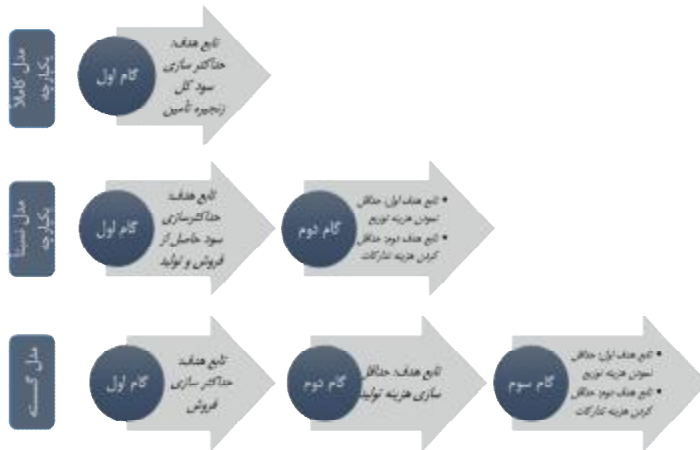 مدل کاملاً
یکپارچه
گام اول
تابع هدف:
حداکثر سازی
سود کل
زنجیره تأمین
مدل نسبتاً
یکپارچه
گام اول
تابع هدف:
حداکثرسازی
سود حاصل از
فروش و تولید
گام دوم
• تابع هدف اول: حداقل
نمودن هزینه توزیع
• تابع هدف دوم: حداقل
کردن هزینه تدارکات
مدل گسسته
گام اول
تابع هدف:
حداکثر سازی
فروش
گام دوم
تابع هدف: حداقل
سازی هزینه تولید
گام سوم
• تابع هدف اول: حداقل
نمودن هزینه توزیع
• تابع هدف دوم: حداقل
کردن هزینه تدارکات